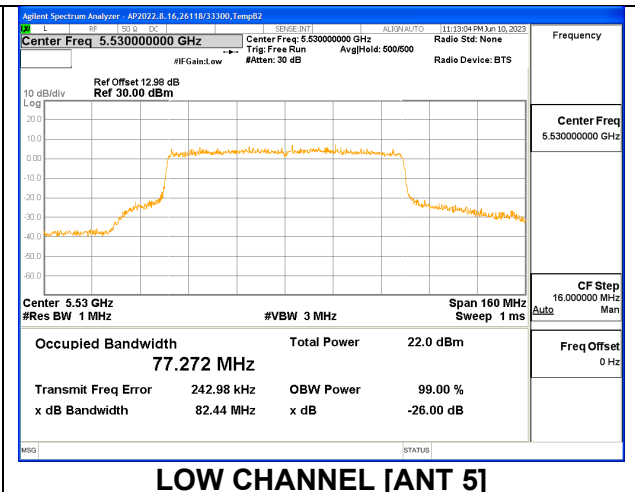 Agilent Spectrum Analyzer - AP2022.8.16,26118/33300,TempB2
L RF 50 Ω DC SENSE:INT ALIGN AUTO 11:13:04 PM Jun 10, 2023
Center Freq 5.530000000 GHz
Center Freq: 5.530000000 GHz
Radio Std: None
Trig: Free Run Avg|Hold: 500/500
#IFGain:Low
#Atten: 30 dB
Radio Device: BTS
Frequency
Ref Offset 12.98 dB
10 dB/div Ref 30.00 dBm
Log
20.0
10.0
0.00
-10.0
-20.0
-30.0
-40.0
-50.0
-60.0
Center Freq
5.530000000 GHz
CF Step
16.000000 MHz
Auto Man
Freq Offset
0 Hz
Center 5.53 GHz Span 160 MHz
#Res BW 1 MHz #VBW 3 MHz Sweep 1 ms
Occupied Bandwidth Total Power 22.0 dBm
77.272 MHz
Transmit Freq Error 242.98 kHz OBW Power 99.00 %
x dB Bandwidth 82.44 MHz x dB -26.00 dB
MSG STATUS
LOW CHANNEL [ANT 5]